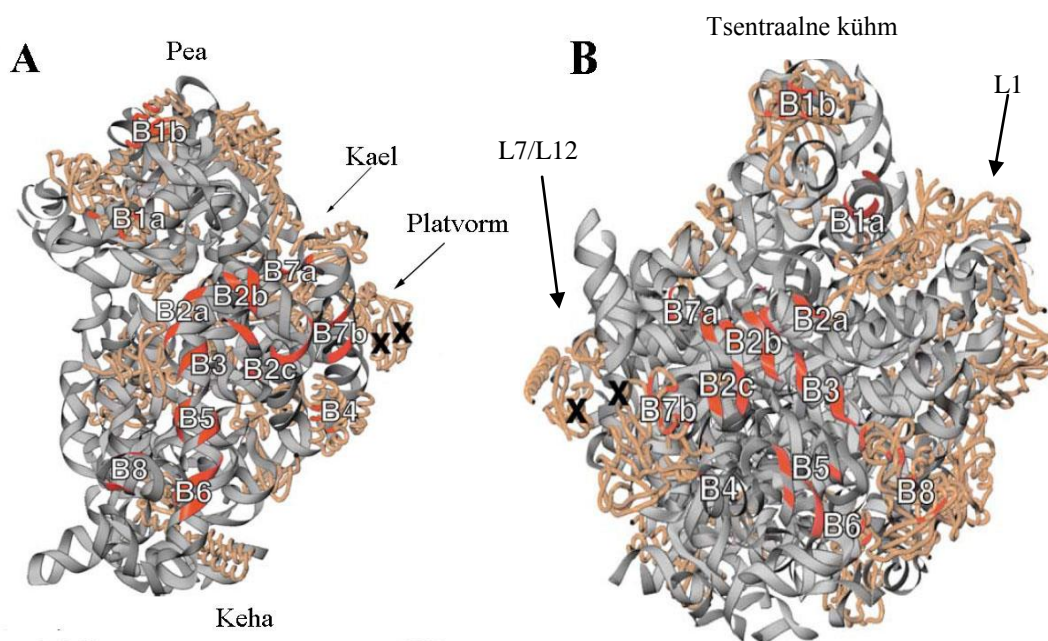 A
Pea
B1b
Kael
B1a
Platvorm
B7a
B2b
B2a
B7b
X X
B3
B2c
B4
B5
B8
B6
Keha
B
Tsentraalne kühm
B1b
L1
L7/L12
B1a
B7a
B2a
B2b
B2c
B3
X
X
B7b
B5
B4
B8
B6